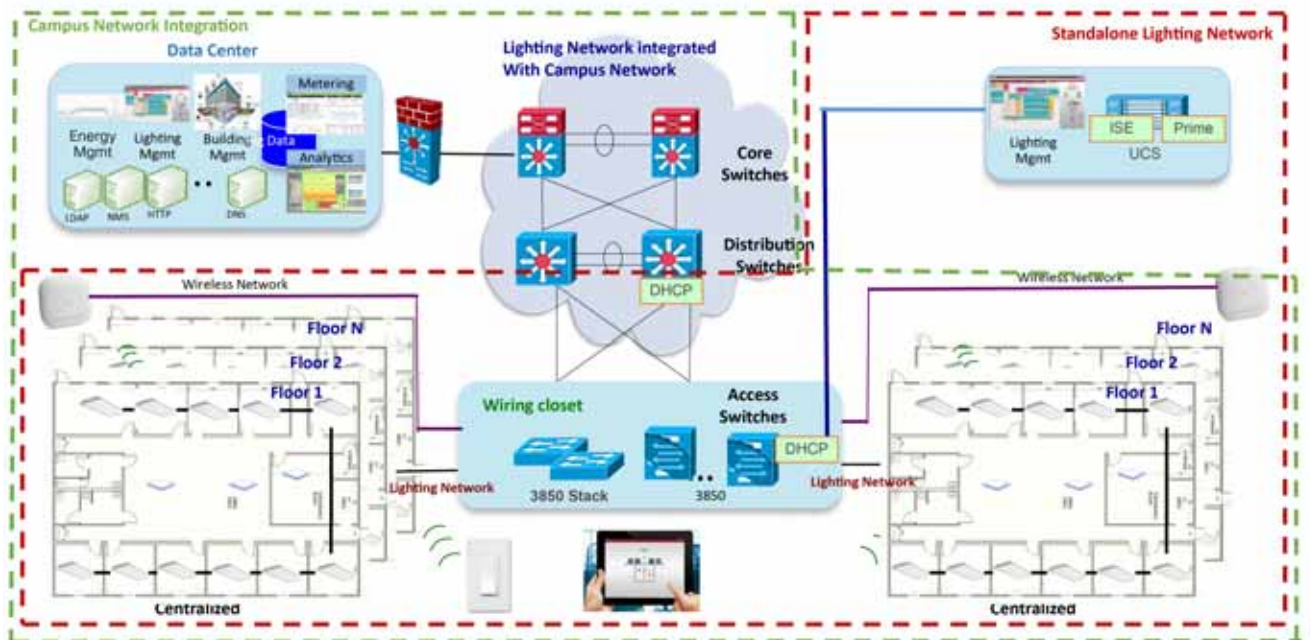 Campus Network Integration
Data Center
Metering
Energy
Mgmt
Lighting
Mgmt
Building
Mgmt
Data
Analytics
LDAP
NMS
HTTP
DNS
Lighting Network integrated
With Campus Network
Core
Switches
Distribution
Switches
DHCP
Standalone Lighting Network
Lighting
Mgmt
ISE
Prime
UCS
Wireless Network
Floor N
Floor 2
Floor 1
Centralized
Lighting Network
Wiring closet
Access
Switches
DHCP
3850 Stack
3850
Lighting Network
Wireless Network
Floor N
Floor 2
Floor 1
Centralized